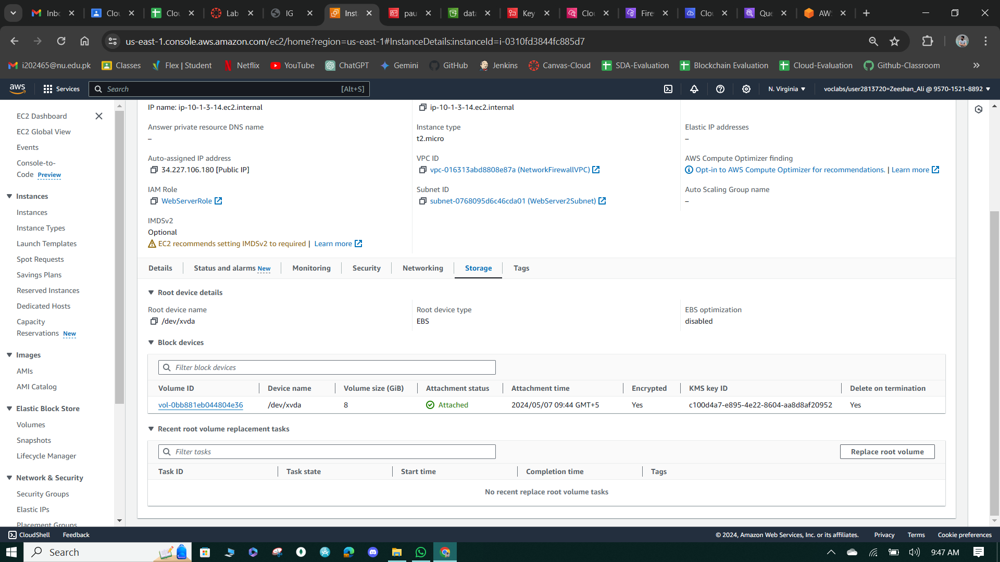 Inbo
Clou
Clou
Lab
IG
Inst
pau
data
Key
Clou
Fire
Clou
Que
AWS
us-east-1.console.aws.amazon.com/ec2/home?region=us-east-1#InstanceDetails:instanceId=i-0310fd3844fc885d7
i202465@nu.edu.pk
Classes
Flex | Student
Netflix
YouTube
ChatGPT
Gemini
GitHub
Jenkins
Canvas-Cloud
SDA-Evaluation
Blockchain Evaluation
Cloud-Evaluation
Github-Classroom
aws
Services
Search
[Alt+S]
N. Virginia
voclabs/user2813720=Zeeshan_Ali @ 9570-1521-8892
EC2 Dashboard
EC2 Global View
Events
Console-to-
Code Preview
Instances
Instances
Instance Types
Launch Templates
Spot Requests
Savings Plans
Reserved Instances
Dedicated Hosts
Capacity
Reservations New
Images
AMIs
AMI Catalog
Elastic Block Store
Volumes
Snapshots
Lifecycle Manager
Network & Security
Security Groups
Elastic IPs
Placement Groups
IP name: ip-10-1-3-14.ec2.internal
ip-10-1-3-14.ec2.internal
Answer private resource DNS name
–
Instance type
t2.micro
Elastic IP addresses
–
Auto-assigned IP address
34.227.106.180 [Public IP]
VPC ID
vpc-016313abd8808e87a (NetworkFirewallVPC)
AWS Compute Optimizer finding
Opt-in to AWS Compute Optimizer for recommendations. | Learn more
IAM Role
WebServerRole
Subnet ID
subnet-0768095d6c46cda01 (WebServer2Subnet)
Auto Scaling Group name
–
IMDSv2
Optional
EC2 recommends setting IMDSv2 to required | Learn more
Details
Status and alarms New
Monitoring
Security
Networking
Storage
Tags
Root device details
Root device name
/dev/xvda
Root device type
EBS
EBS optimization
disabled
Block devices
Filter block devices
Volume ID
Device name
Volume size (GiB)
Attachment status
Attachment time
Encrypted
KMS key ID
Delete on termination
vol-0bb881eb044804e36
/dev/xvda
8
Attached
2024/05/07 09:44 GMT+5
Yes
c100d4a7-e895-4e22-8604-aa8d8af20952
Yes
Recent root volume replacement tasks
Filter tasks
Replace root volume
Task ID
Task state
Start time
Completion time
Tags
No recent replace root volume tasks
CloudShell
Feedback
© 2024, Amazon Web Services, Inc. or its affiliates.
Privacy
Terms
Cookie preferences
Search
9:47 AM